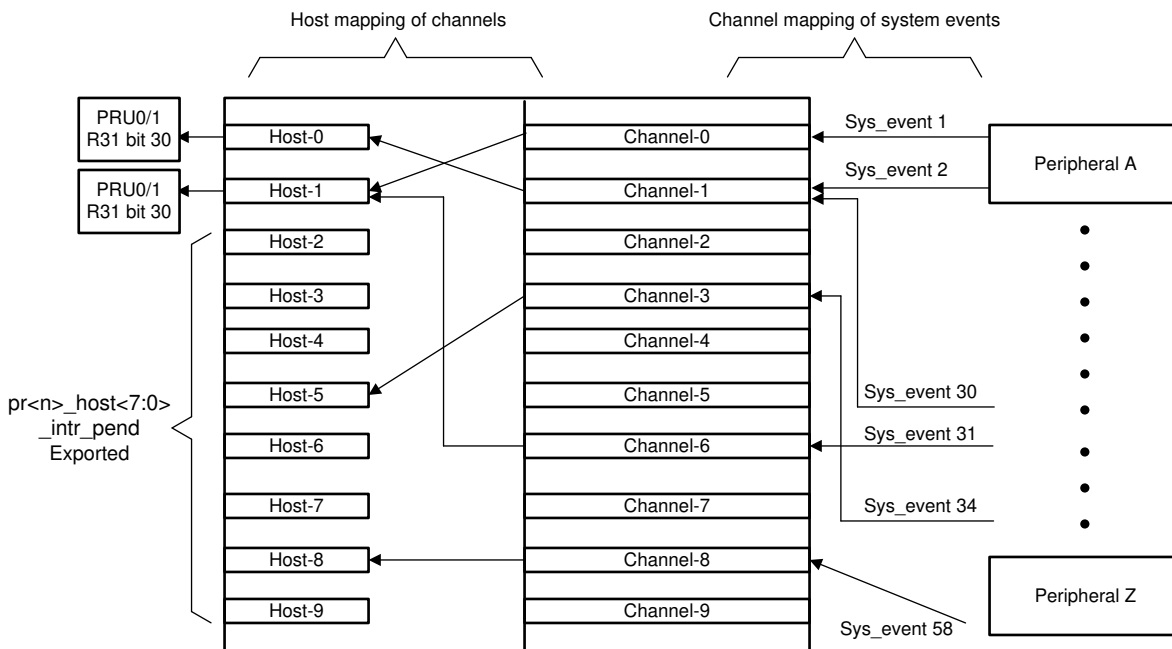 Host mapping of channels
Channel mapping of system events
PRU0/1
R31 bit 30
PRU0/1
R31 bit 30
Host-0
Host-1
Host-2
Host-3
Host-4
Host-5
Host-6
Host-7
Host-8
Host-9
pr<n>_host<7:0>
_intr_pend
Exported
Channel-0
Channel-1
Channel-2
Channel-3
Channel-4
Channel-5
Channel-6
Channel-7
Channel-8
Channel-9
Sys_event 1
Sys_event 2
Sys_event 30
Sys_event 31
Sys_event 34
Sys_event 58
Peripheral A
Peripheral Z